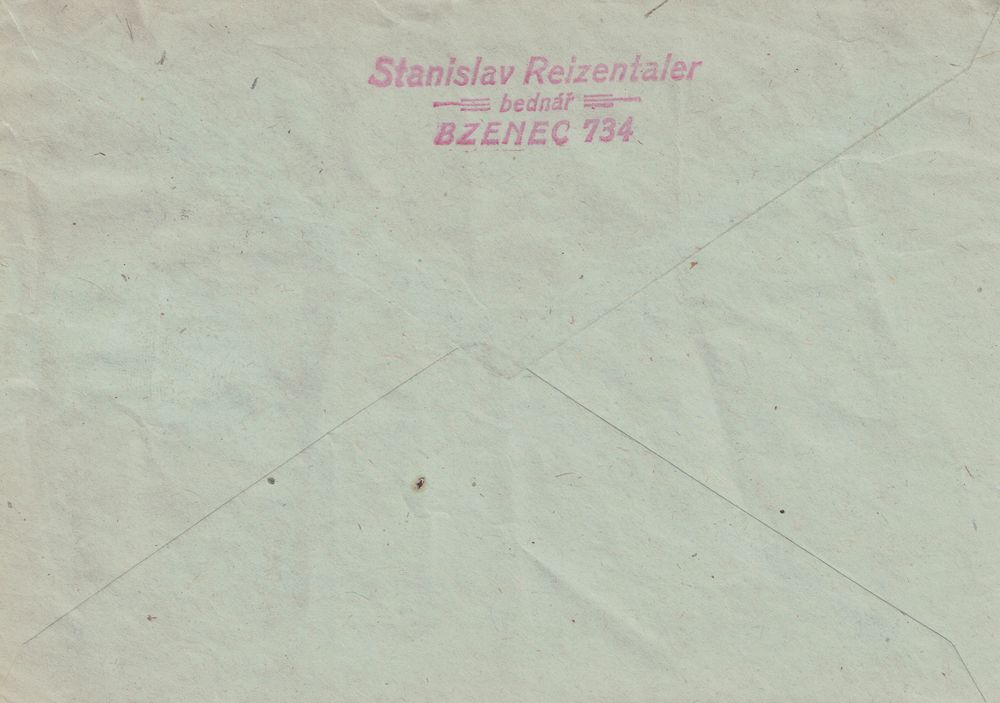 Stanislav Reizentaler
bednář
BZENEC 734